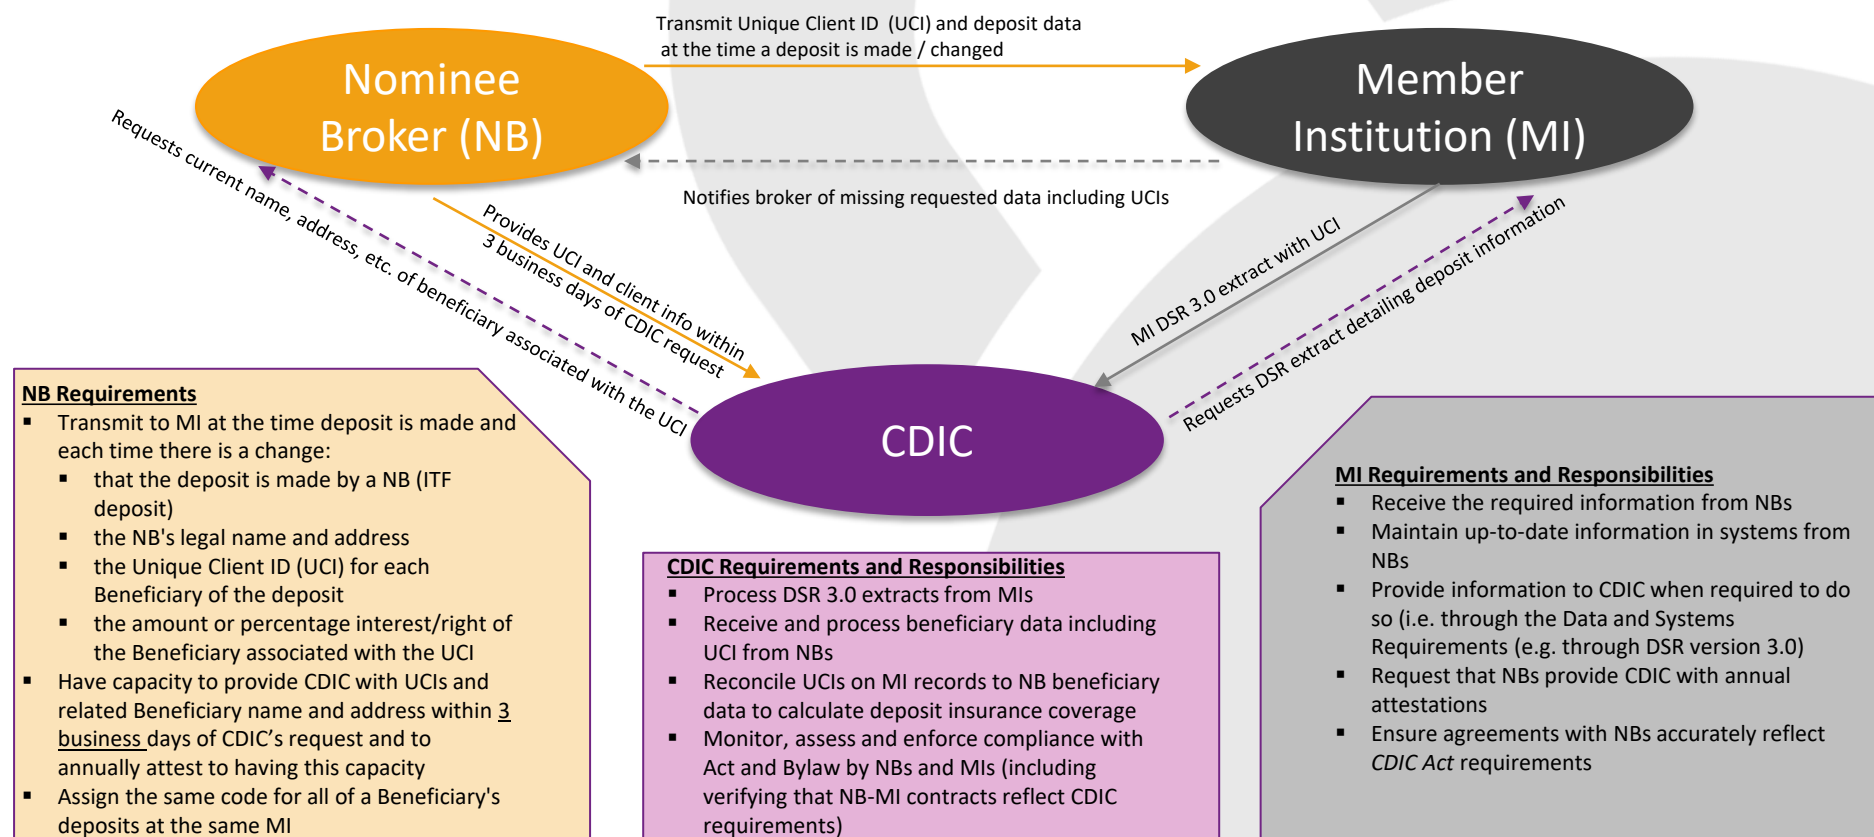 Transmit Unique Client ID  (UCI) and deposit data
at the time a deposit is made / changed
Nominee
Broker (NB)
Member
Institution (MI)
Notifies broker of missing requested data including UCIs
Requests current name, address, etc. of beneficiary associated with the UCI
Provides UCI and client info within
3 business days of CDIC request
MI DSR 3.0 extract with UCI
Requests DSR extract detailing deposit information
CDIC
NB Requirements
▪ Transmit to MI at the time deposit is made and
each time there is a change:
▪ that the deposit is made by a NB (ITF
deposit)
▪ the NB's legal name and address
▪ the Unique Client ID (UCI) for each
Beneficiary of the deposit
▪ the amount or percentage interest/right of
the Beneficiary associated with the UCI
▪ Have capacity to provide CDIC with UCIs and
related Beneficiary name and address within 3
business days of CDIC’s request and to
annually attest to having this capacity
▪ Assign the same code for all of a Beneficiary's
deposits at the same MI
CDIC Requirements and Responsibilities
▪ Process DSR 3.0 extracts from MIs
▪ Receive and process beneficiary data including
UCI from NBs
▪ Reconcile UCIs on MI records to NB beneficiary
data to calculate deposit insurance coverage
▪ Monitor, assess and enforce compliance with
Act and Bylaw by NBs and MIs (including
verifying that NB-MI contracts reflect CDIC
requirements)
MI Requirements and Responsibilities
▪ Receive the required information from NBs
▪ Maintain up-to-date information in systems from
NBs
▪ Provide information to CDIC when required to do
so (i.e. through the Data and Systems
Requirements (e.g. through DSR version 3.0)
▪ Request that NBs provide CDIC with annual
attestations
▪ Ensure agreements with NBs accurately reflect
CDIC Act requirements